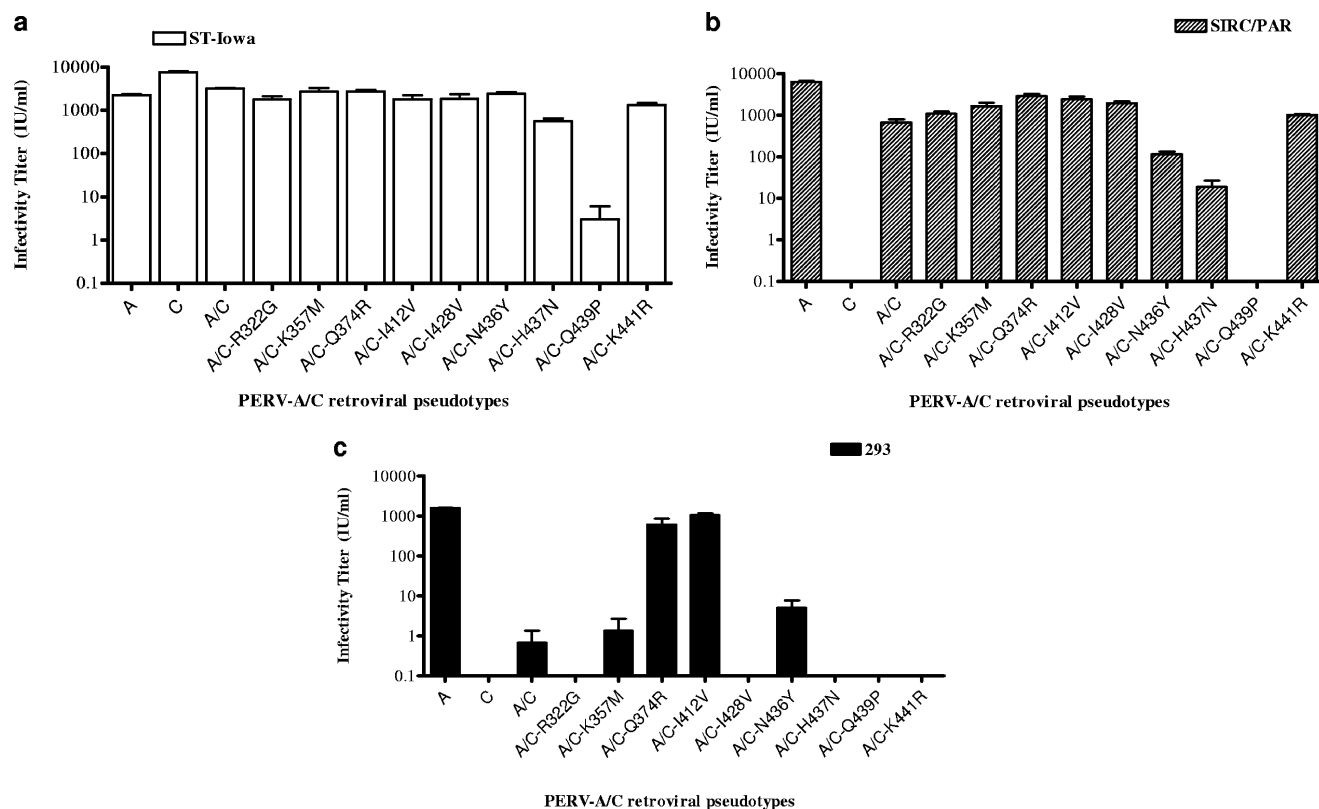 a
ST-Iowa
Infectivity Titer (IU/ml)
10000
1000
100
10
1
0.1
A
C
A/C
A/C-R322G
A/C-K357M
A/C-Q374R
A/C-I412V
A/C-I428V
A/C-N436Y
A/C-H437N
A/C-Q439P
A/C-K441R
PERV-A/C retroviral pseudotypes
b
SIRC/PAR
Infectivity Titer (IU/ml)
10000
1000
100
10
1
0.1
A
C
A/C
A/C-R322G
A/C-K357M
A/C-Q374R
A/C-I412V
A/C-I428V
A/C-N436Y
A/C-H437N
A/C-Q439P
A/C-K441R
PERV-A/C retroviral pseudotypes
c
293
Infectivity Titer (IU/ml)
10000
1000
100
10
1
0.1
A
C
A/C
A/C-R322G
A/C-K357M
A/C-Q374R
A/C-I412V
A/C-I428V
A/C-N436Y
A/C-H437N
A/C-Q439P
A/C-K441R
PERV-A/C retroviral pseudotypes